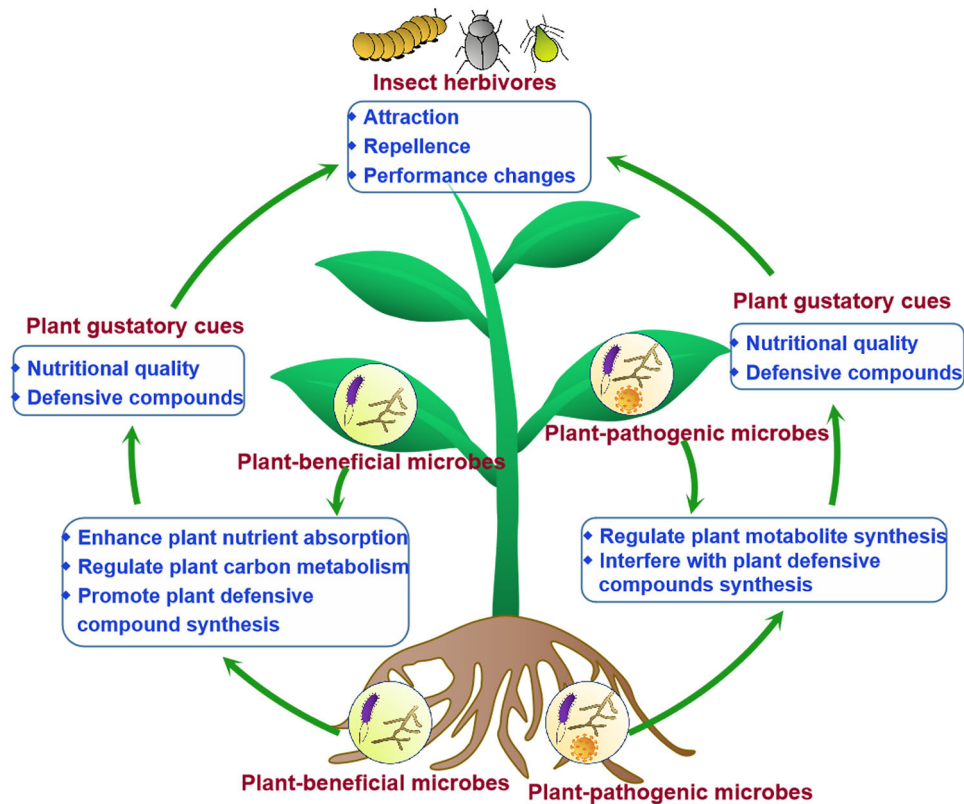 Insect herbivores
◆ Attraction
◆ Repellence
◆ Performance changes
Plant gustatory cues
◆ Nutritional quality
◆ Defensive compounds
Plant gustatory cues
◆ Nutritional quality
◆ Defensive compounds
Plant-beneficial microbes
Plant-pathogenic microbes
◆ Enhance plant nutrient absorption
◆ Regulate plant carbon metabolism
◆ Promote plant defensive
compound synthesis
◆ Regulate plant motabolite synthesis
◆ Interfere with plant defensive
compounds synthesis
Plant-beneficial microbes
Plant-pathogenic microbes